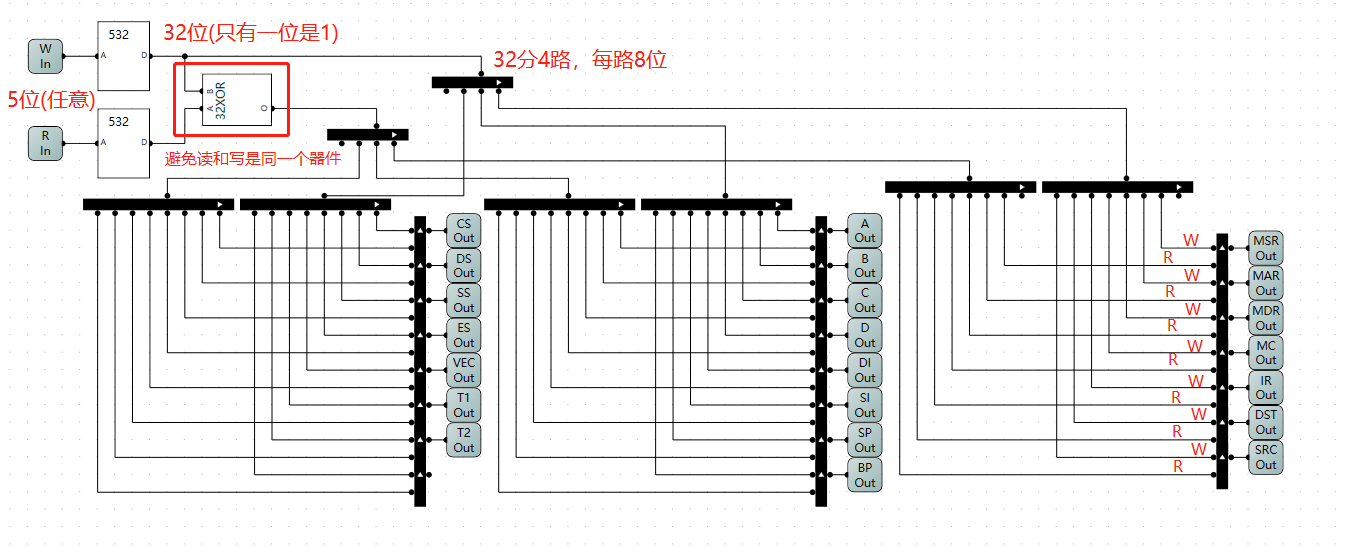 32位(只有一位是1)
532
A
D
W
In
5位(任意)
532
A
D
R
In
B
A
32XOR
O
避免读和写是同一个器件
32分4路，每路8位
CS
Out
DS
Out
SS
Out
ES
Out
VEC
Out
T1
Out
T2
Out
A
Out
B
Out
C
Out
D
Out
DI
Out
SI
Out
SP
Out
BP
Out
W
R
MSR
Out
W
R
MAR
Out
W
R
MDR
Out
W
R
MC
Out
W
R
IR
Out
W
R
DST
Out
W
R
SRC
Out